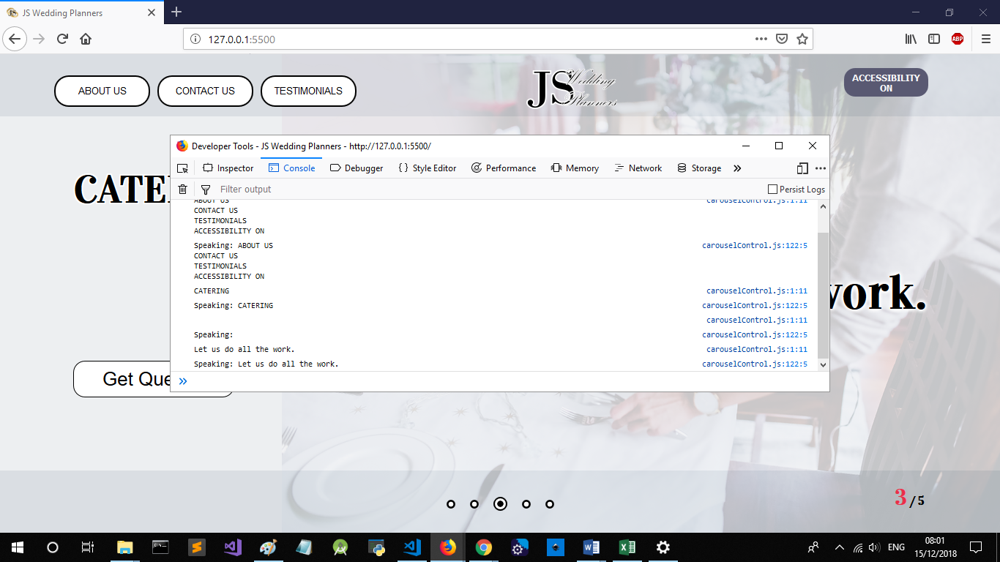 JS Wedding Planners
127.0.0.1:5500
ABP
ABOUT US
CONTACT US
TESTIMONIALS
JS Wedding Planners
ACCESSIBILITY
ON
Developer Tools - JS Wedding Planners - http://127.0.0.1:5500/
Inspector
Console
Debugger
Style Editor
Performance
Memory
Network
Storage
Filter output
Persist Logs
ABOUT US carouselControl.js:1:11
CONTACT US
TESTIMONIALS
ACCESSIBILITY ON
Speaking: ABOUT US carouselControl.js:122:5
CONTACT US
TESTIMONIALS
ACCESSIBILITY ON
CATERING carouselControl.js:1:11
Speaking: CATERING carouselControl.js:122:5
carouselControl.js:1:11
Speaking: carouselControl.js:122:5
Let us do all the work. carouselControl.js:1:11
Speaking: Let us do all the work. carouselControl.js:122:5
work.
3 / 5
ENG
08:01
15/12/2018